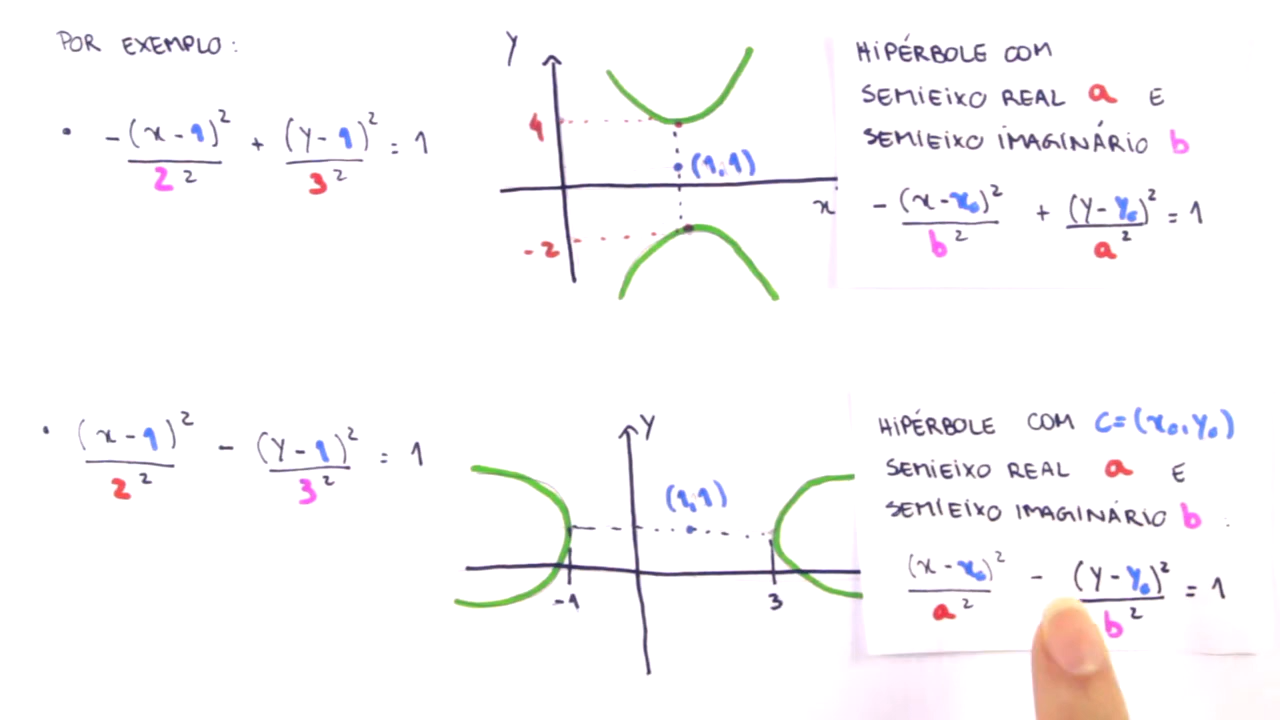 POR EXEMPLO:
• -(x-1)²/2² + (y-1)²/3² = 1
y
4
(1,1)
x
-2
HIPÉRBOLE COM
SEMIEIXO REAL a E
SEMIEIXO IMAGINÁRIO b
-(x-x₀)²/b² + (y-y₀)²/a² = 1
• (x-1)²/2² - (y-1)²/3² = 1
y
(1,1)
-1
3
HIPÉRBOLE COM C=(x₀,y₀)
SEMIEIXO REAL a E
SEMIEIXO IMAGINÁRIO b:
(x-x₀)²/a² - (y-y₀)²/b² = 1